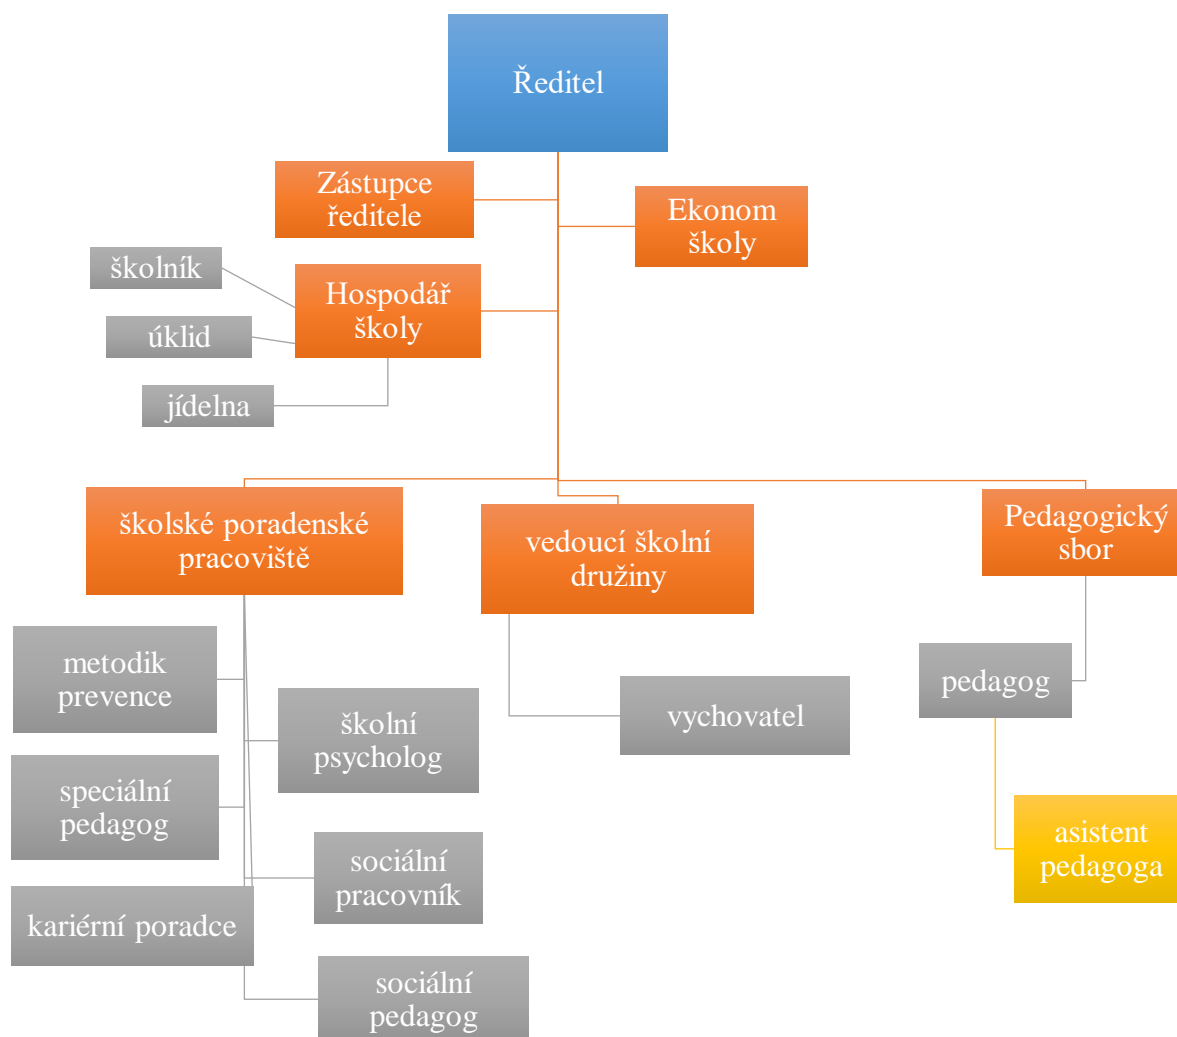 Ředitel
Zástupce
ředitele
Ekonom
školy
školník
Hospodář
školy
úklid
jídelna
školské poradenské
pracoviště
vedoucí školní
družiny
Pedagogický
sbor
metodik
prevence
školní
psycholog
vychovatel
pedagog
speciální
pedagog
sociální
pracovník
asistent
pedagoga
kariérní poradce
sociální
pedagog